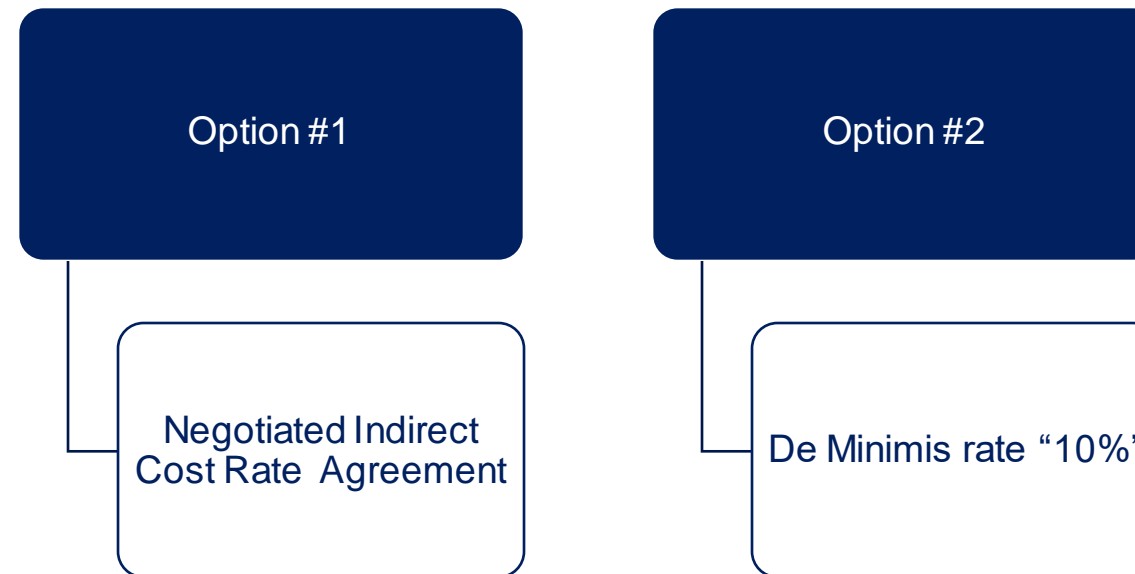 Option #1
Option #2
Negotiated Indirect
Cost Rate Agreement
De Minimis rate “10%”